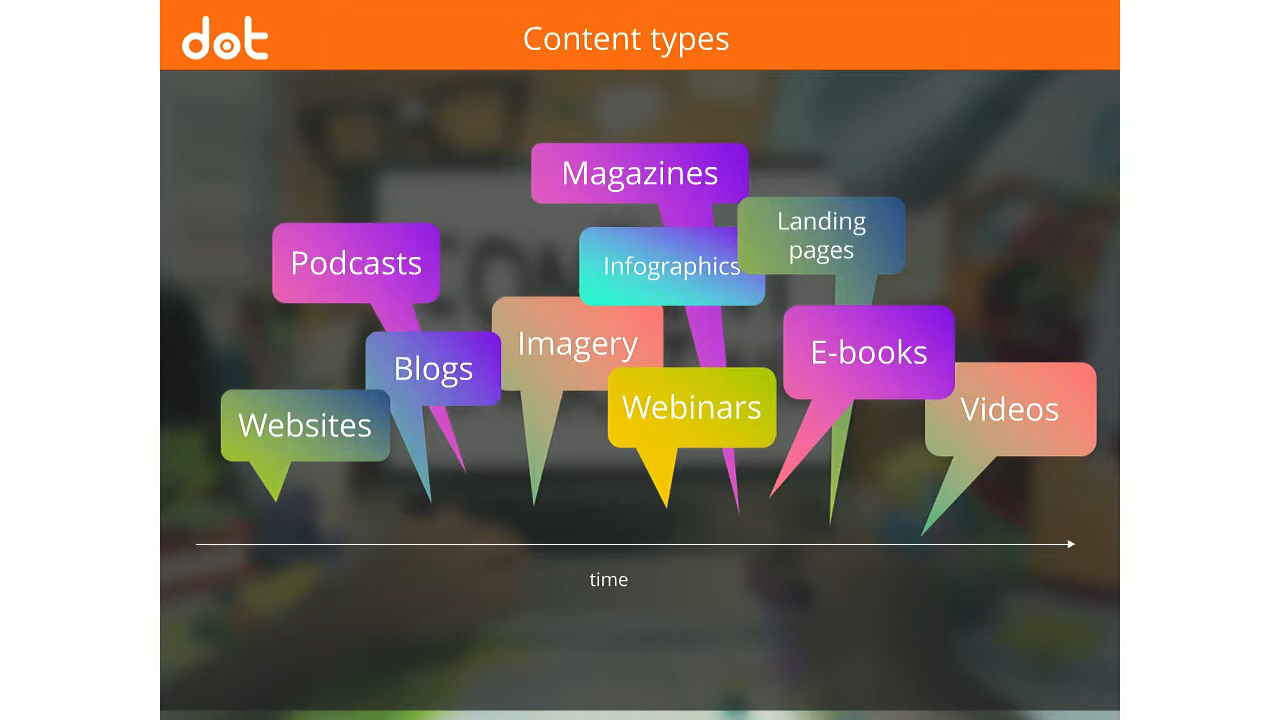 dot
Content types
Magazines
Landing
pages
Podcasts
Infographics
Imagery
E-books
Blogs
Webinars
Videos
Websites
time